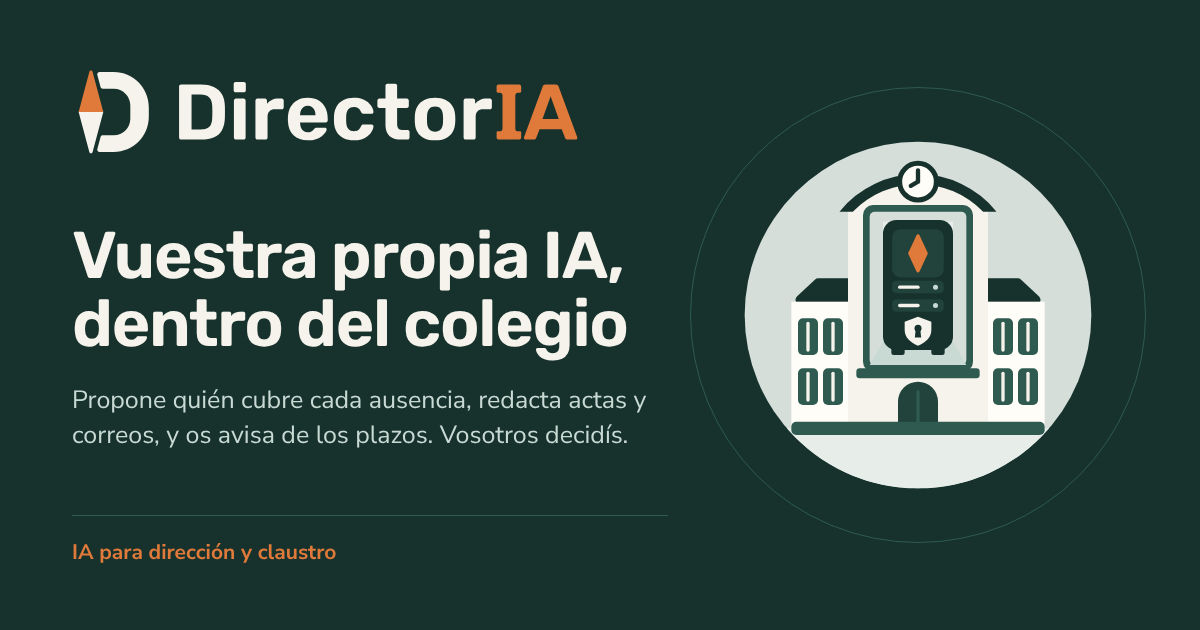 DirectorIA
Vuestra propia IA,
dentro del colegio
Propone quién cubre cada ausencia, redacta actas y
correos, y os avisa de los plazos. Vosotros decidís.
IA para dirección y claustro